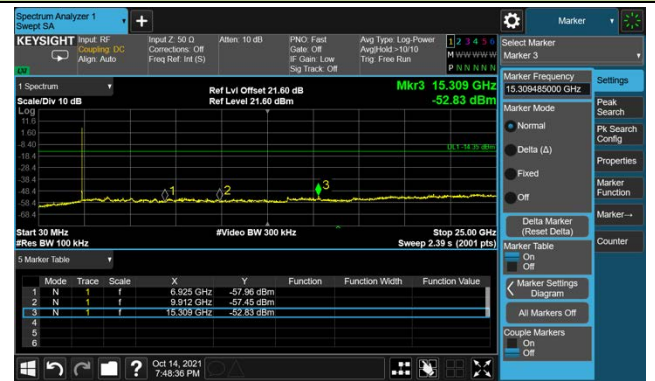 Spectrum Analyzer 1
Swept SA
+
Marker
KEYSIGHT
Input: RF
Coupling: DC
Align: Auto
Input Z: 50 Ω
Corrections: Off
Freq Ref: Int (S)
Atten: 10 dB
PNO: Fast
Gate: Off
IF Gain: Low
Sig Track: Off
Avg Type: Log-Power
Avg|Hold:>10/10
Trig: Free Run
1 2 3 4 5 6
M W W W W W
P N N N N N
LXI
Select Marker
Marker 3
1 Spectrum
Scale/Div 10 dB
Ref Lvl Offset 21.60 dB
Ref Level 21.60 dBm
Mkr3 15.309 GHz
-52.83 dBm
Log
11.6
1.60
-8.40
-18.4
-28.4
-38.4
-48.4
-58.4
-68.4
UL1 -14.35 dBm
1
2
3
Start 30 MHz
#Res BW 100 kHz
#Video BW 300 kHz
Stop 25.00 GHz
Sweep 2.39 s (2001 pts)
5 Marker Table
Mode Trace Scale X Y Function Function Width Function Value
1 N 1 f 6.925 GHz -57.96 dBm
2 N 1 f 9.912 GHz -57.45 dBm
3 N 1 f 15.309 GHz -52.83 dBm
4
5
6
Marker Frequency
15.309485000 GHz
Marker Mode
Normal
Delta (Δ)
Fixed
Off
Delta Marker
(Reset Delta)
Marker Table
On
Off
Marker Settings
Diagram
All Markers Off
Couple Markers
On
Off
Settings
Peak
Search
Pk Search
Config
Properties
Marker
Function
Marker→
Counter
?
Oct 14, 2021
7:48:36 PM